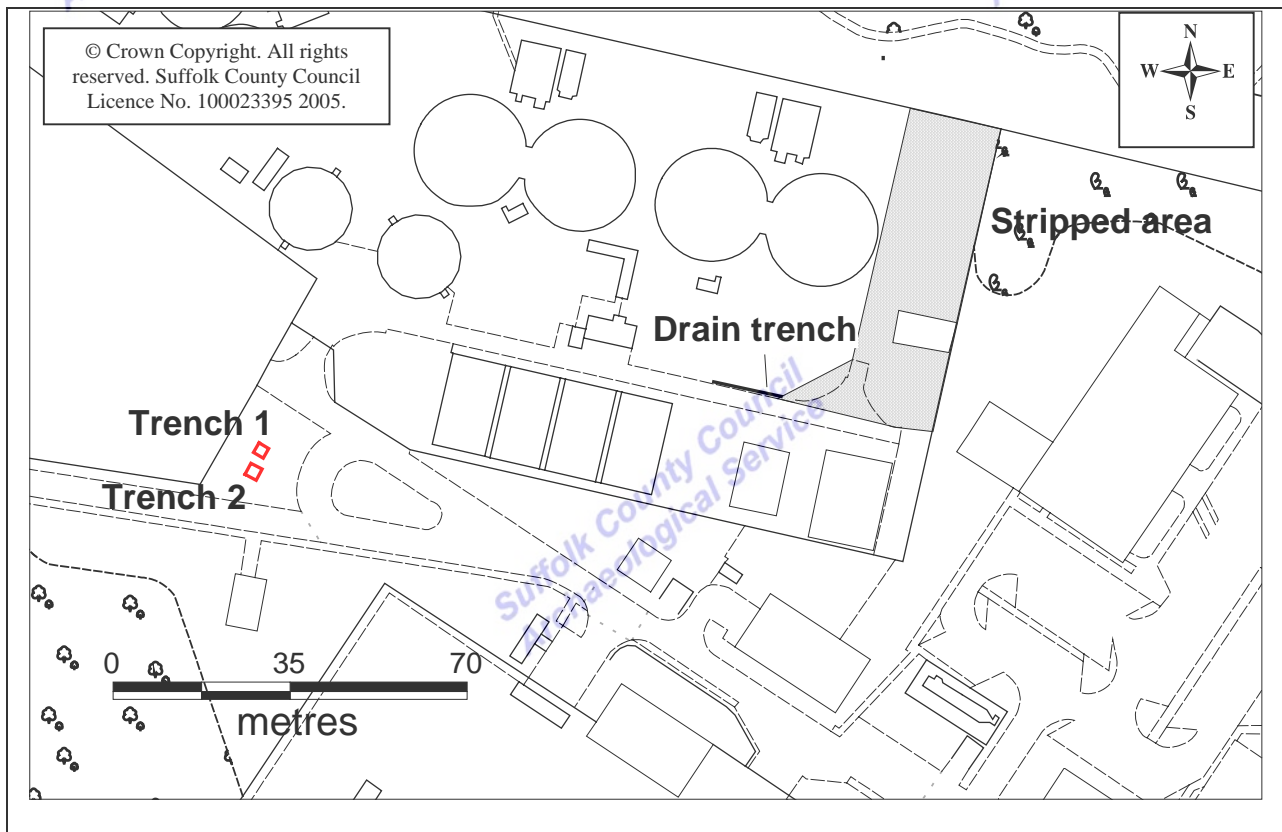 © Crown Copyright. All rights
reserved. Suffolk County Council
Licence No. 100023395 2005.
N
W E
S
Stripped area
Drain trench
Trench 1
Trench 2
Suffolk County Council
Archaeological Service
0 35 70
metres